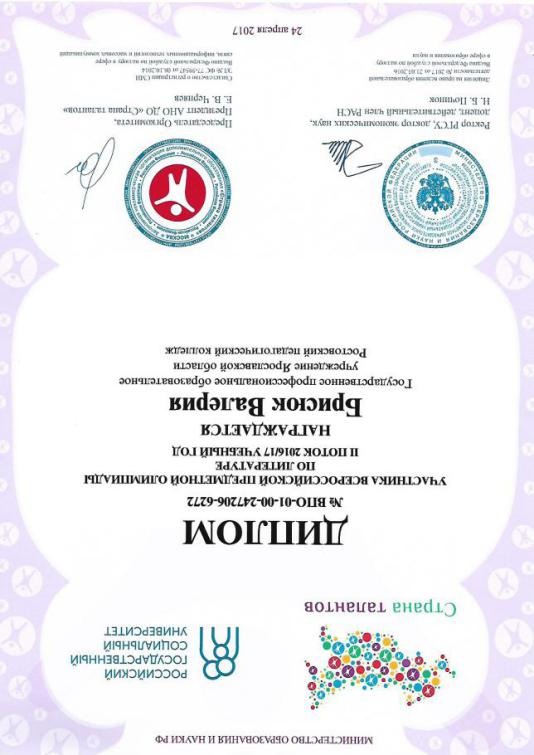 МИНИСТЕРСТВО ОБРАЗОВАНИЯ И НАУКИ РФ
Страна талантов
РОССИЙСКИЙ
ГОСУДАРСТВЕННЫЙ
СОЦИАЛЬНЫЙ
УНИВЕРСИТЕТ
ДИПЛОМ
№ ВПО-01-00-247206-6272
УЧАСТНИКА ВСЕРОССИЙСКОЙ ПРЕДМЕТНОЙ ОЛИМПИАДЫ
ПО ЛИТЕРАТУРЕ
II ПОТОК 2016/17 УЧЕБНЫЙ ГОД
НАГРАЖДАЕТСЯ
Брисюк Валерия
Государственное профессиональное образовательное
учреждение Ярославской области
Ростовский педагогический колледж
Ректор РГСУ, доктор экономических наук,
доцент, действительный член РАСН
Н. Б. Починок
Лицензия на право ведения образовательной
деятельности № 2017 от 21.03.2016
Выдано Федеральной службой по надзору
в сфере образования и науки
Председатель Оргкомитета,
Президент АНО ДО «Страна талантов»
Е. В. Черняев
Свидетельство о регистрации СМИ
ЭЛ № ФС 77-59647 от 08.10.2014
Выдано Федеральной службой по надзору в сфере
связи, информационных технологий и массовых коммуникаций
24 апреля 2017